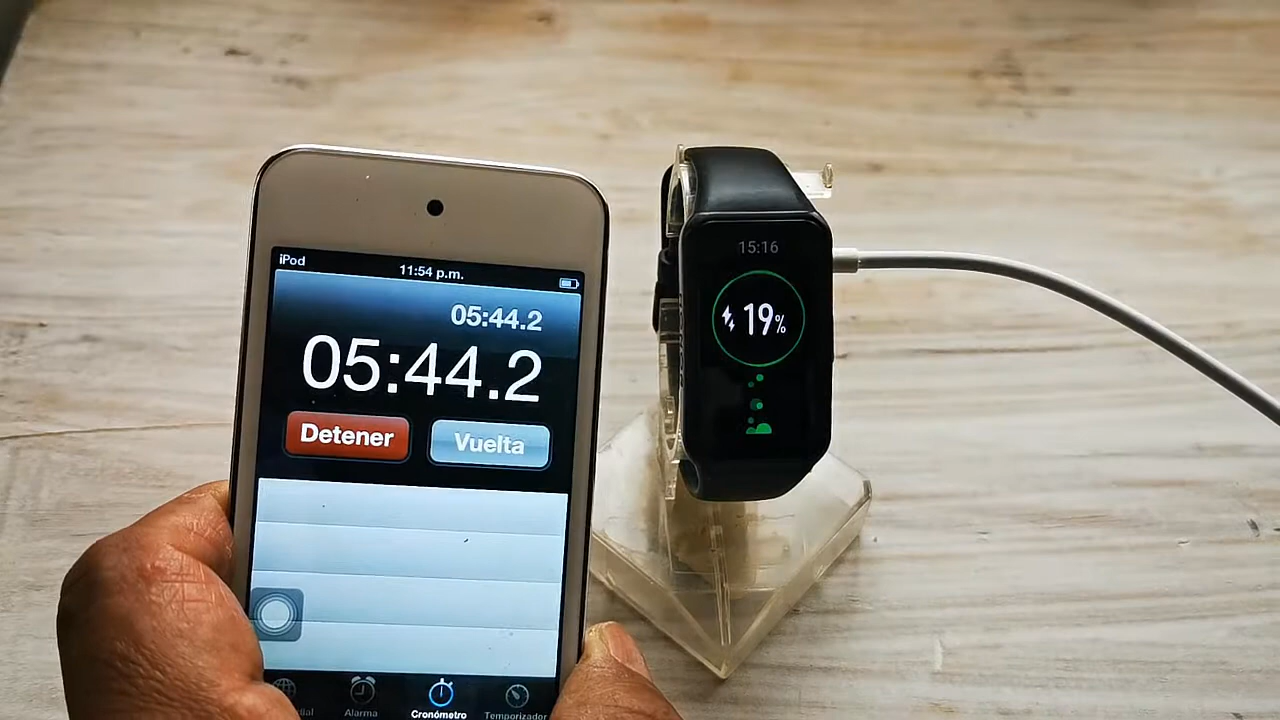 iPod
11:54 p.m.
05:44.2
05:44.2
Detener Vuelta
Alarma Cronómetro Temporizador
15:16
19%